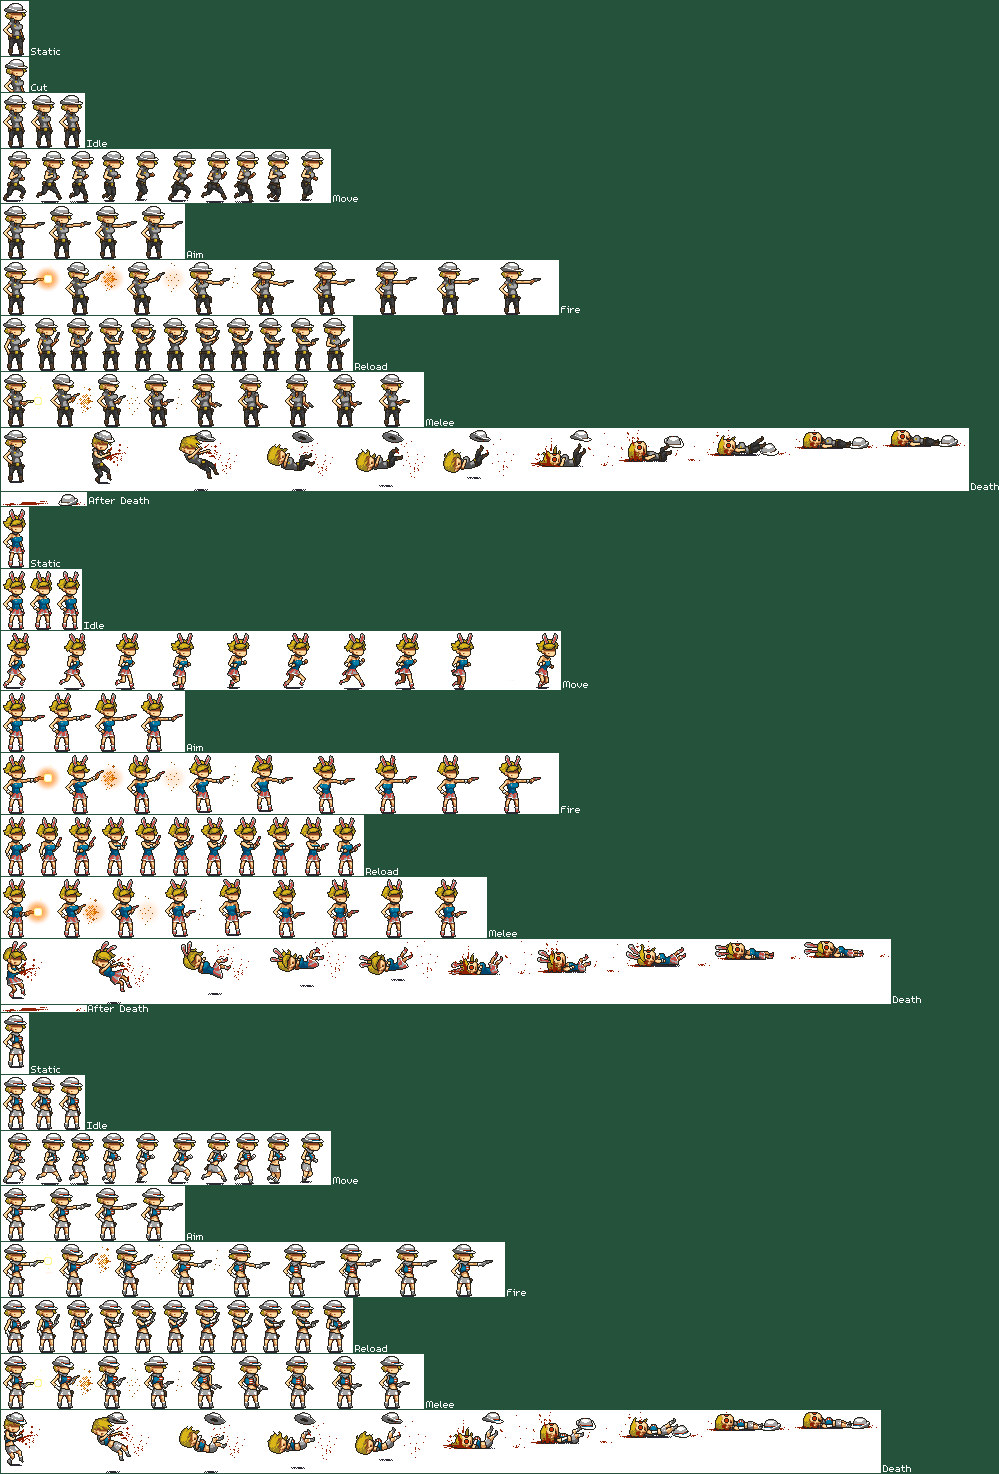 Static
Cut
Idle
Move
Aim
Fire
Reload
Melee
Death
After Death
Static
Idle
Move
Aim
Fire
Reload
Melee
Death
After Death
Static
Idle
Move
Aim
Fire
Reload
Melee
Death